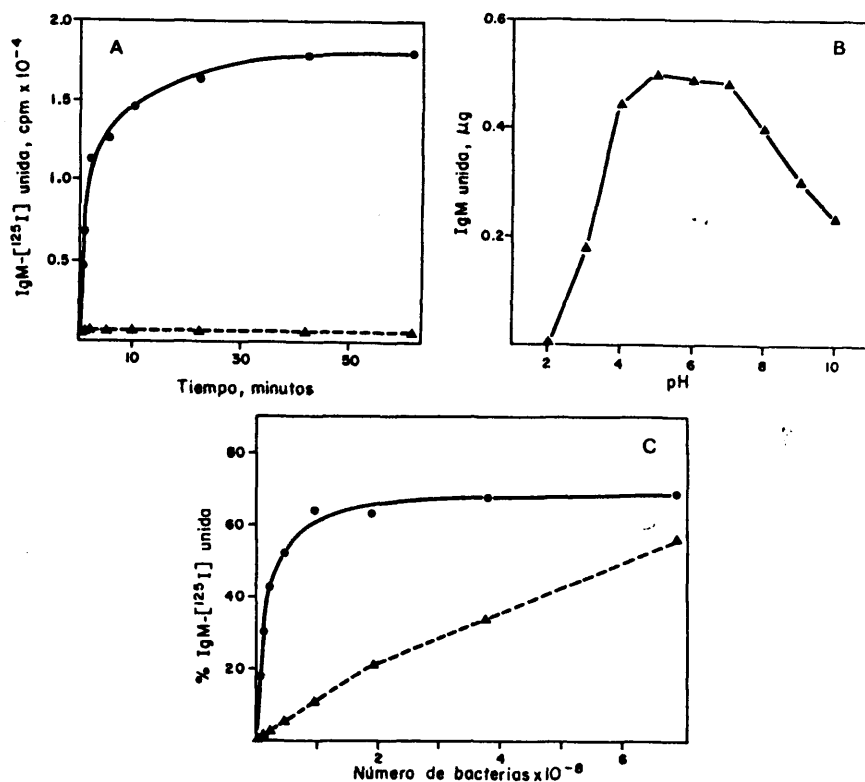 A
IgM-[¹²⁵I] unida, cpm x 10⁻⁴
2.0
1.5
1.0
0.5
10
30
50
Tiempo, minutos
B
IgM unida, µg
0.6
0.4
0.2
2
4
6
8
10
pH
C
% IgM-[¹²⁵I] unida
80
60
40
20
2
4
6
Número de bacterias x 10⁻⁸